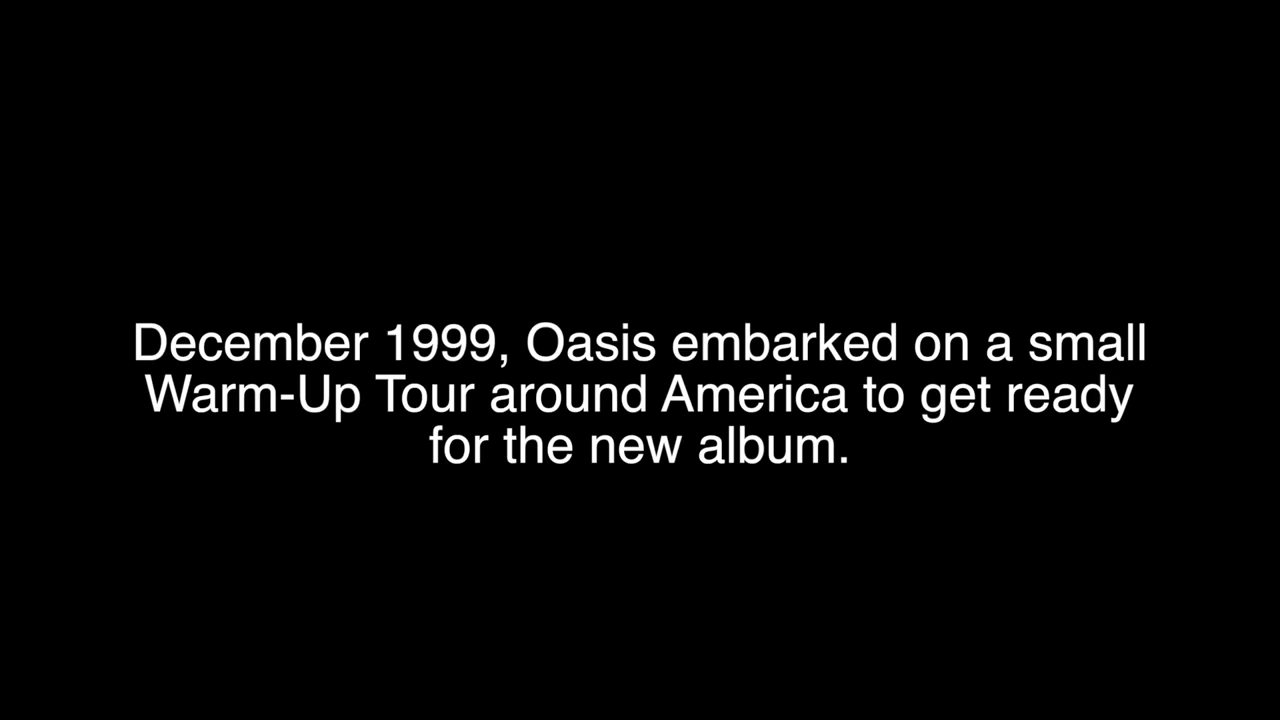 December 1999, Oasis embarked on a small
Warm-Up Tour around America to get ready
for the new album.